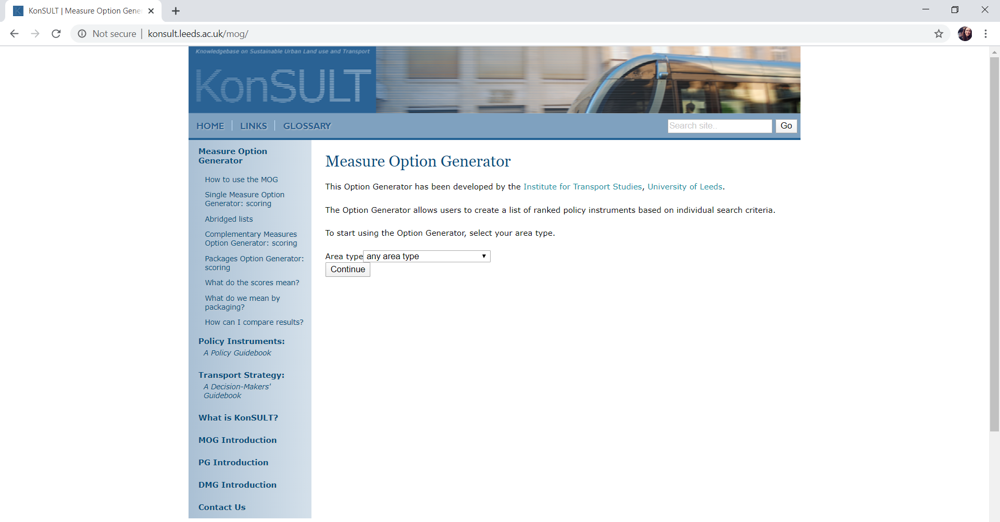 KonSULT | Measure Option Gene
Not secure | konsult.leeds.ac.uk/mog/
Knowledgebase on Sustainable Urban Land use and Transport
KonSULT
HOME LINKS GLOSSARY
Search site.. Go
Measure Option
Generator
How to use the MOG
Single Measure Option
Generator: scoring
Abridged lists
Complementary Measures
Option Generator: scoring
Packages Option Generator:
scoring
What do the scores mean?
What do we mean by
packaging?
How can I compare results?
Policy Instruments:
A Policy Guidebook
Transport Strategy:
A Decision-Makers'
Guidebook
What is KonSULT?
MOG Introduction
PG Introduction
DMG Introduction
Contact Us
Measure Option Generator
This Option Generator has been developed by the Institute for Transport Studies, University of Leeds.
The Option Generator allows users to create a list of ranked policy instruments based on individual search criteria.
To start using the Option Generator, select your area type.
Area type any area type
Continue